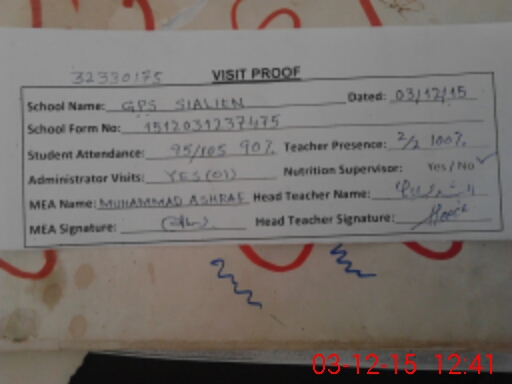 32330175 VISIT PROOF
School Name: GPS SIALIEN Dated: 03/12/15
School Form No: 1512031237475
Student Attendance: 95/105 90% Teacher Presence: 2/2 100%
Administrator Visits: YES(01) Nutrition Supervisor: Yes / No ✓
MEA Name: MUHAMMAD ASHRAF Head Teacher Name:
MEA Signature: Head Teacher Signature:
03-12-15 12:41